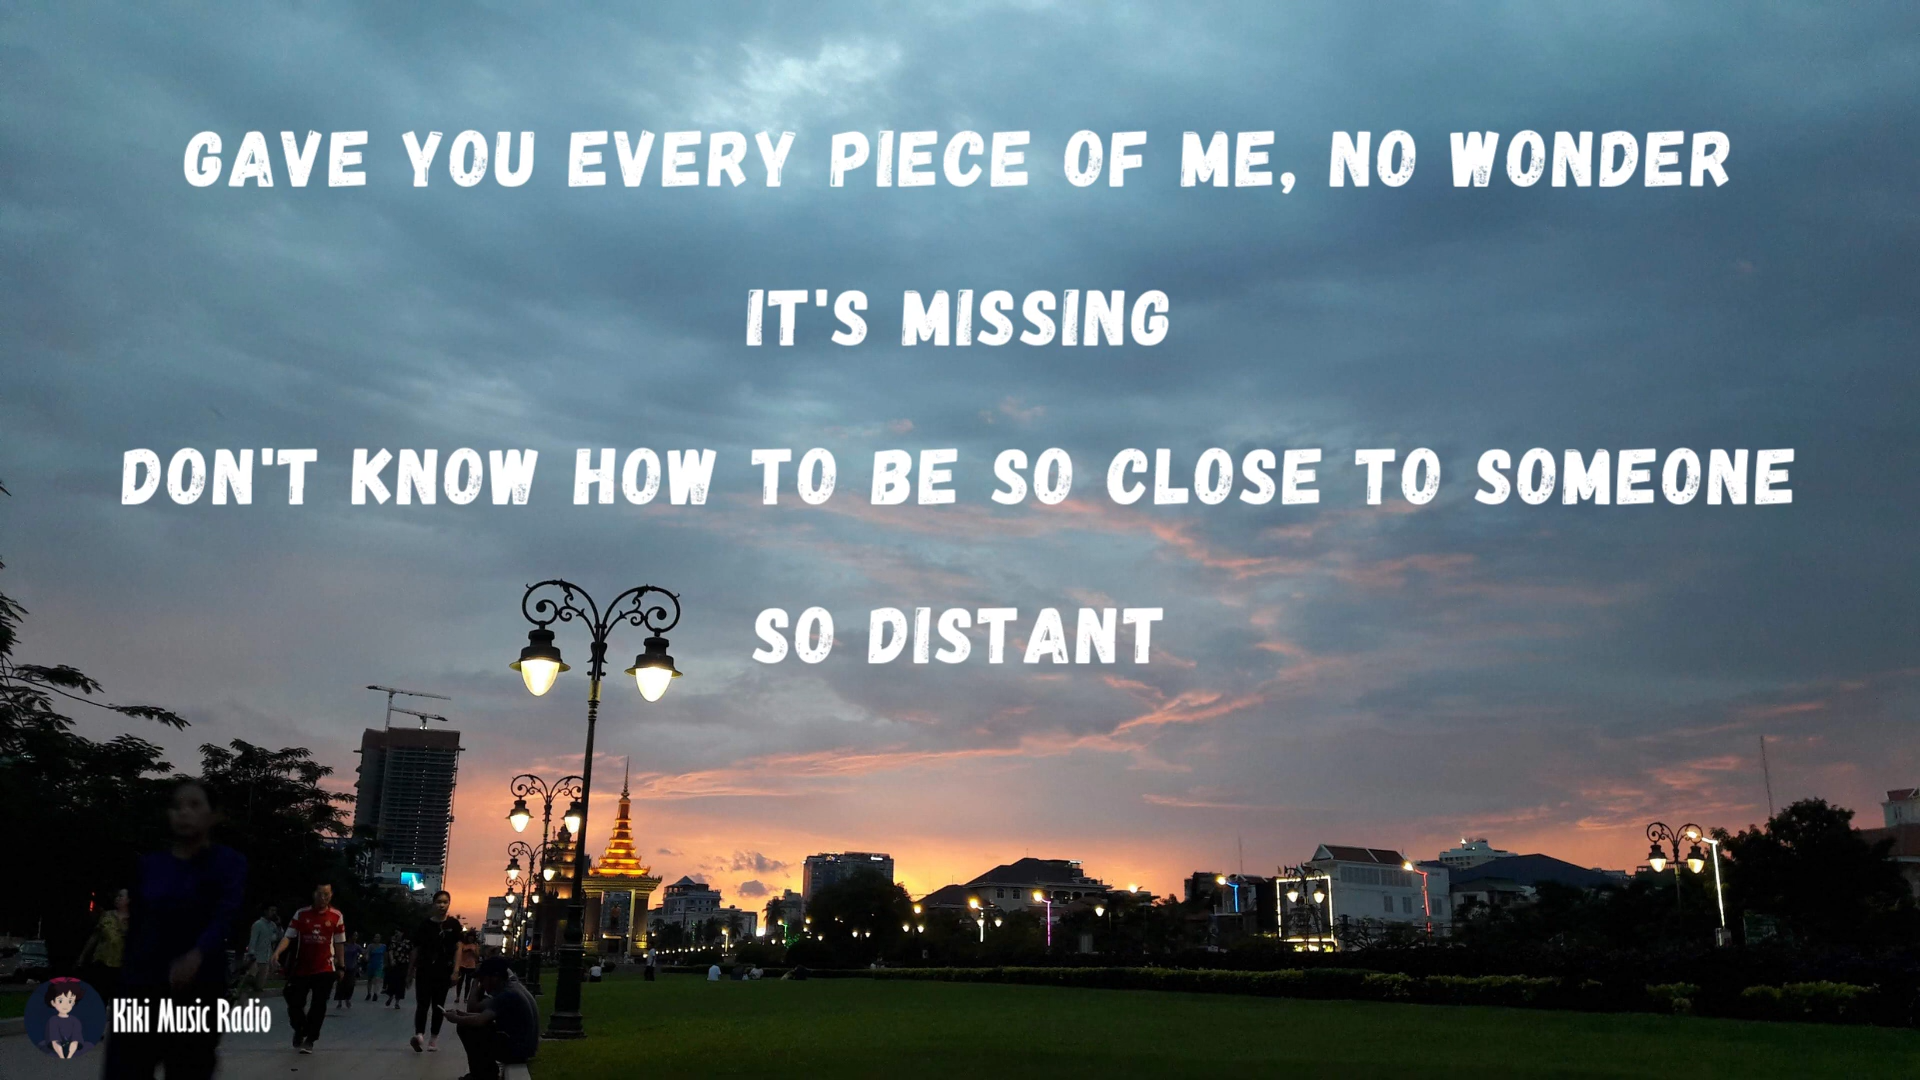 GAVE YOU EVERY PIECE OF ME, NO WONDER
IT'S MISSING
DON'T KNOW HOW TO BE SO CLOSE TO SOMEONE
SO DISTANT
Kiki Music Radio